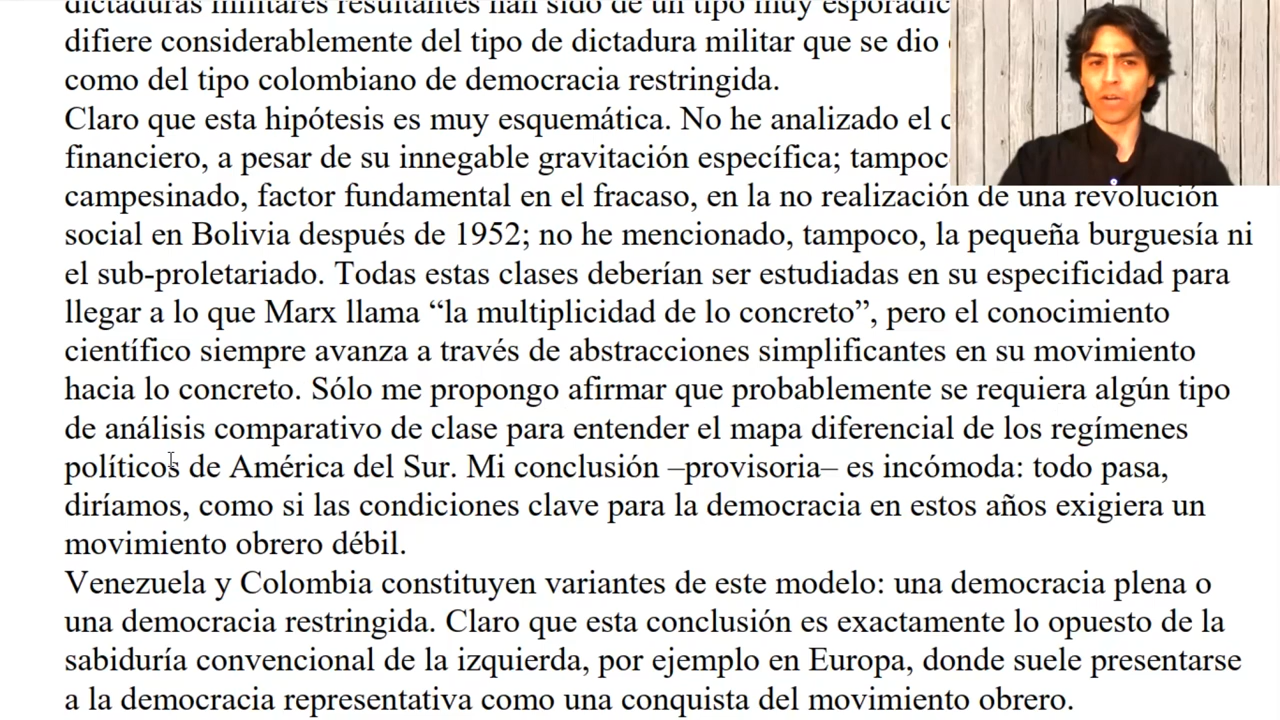 dictaduras militares resultantes han sido de un tipo muy
difiere considerablemente del tipo de dictadura militar que se dio
como del tipo colombiano de democracia restringida.
Claro que esta hipótesis es muy esquemática. No he analizado el
financiero, a pesar de su innegable gravitación específica;
campesinado, factor fundamental en el fracaso, en la no realización de una revolución
social en Bolivia después de 1952; no he mencionado, tampoco, la pequeña burguesía ni
el sub-proletariado. Todas estas clases deberían ser estudiadas en su especificidad para
llegar a lo que Marx llama “la multiplicidad de lo concreto”, pero el conocimiento
científico siempre avanza a través de abstracciones simplificantes en su movimiento
hacia lo concreto. Sólo me propongo afirmar que probablemente se requiera algún tipo
de análisis comparativo de clase para entender el mapa diferencial de los regímenes
políticos de América del Sur. Mi conclusión –provisoria– es incómoda: todo pasa,
diríamos, como si las condiciones clave para la democracia en estos años exigiera un
movimiento obrero débil.
Venezuela y Colombia constituyen variantes de este modelo: una democracia plena o
una democracia restringida. Claro que esta conclusión es exactamente lo opuesto de la
sabiduría convencional de la izquierda, por ejemplo en Europa, donde suele presentarse
a la democracia representativa como una conquista del movimiento obrero.